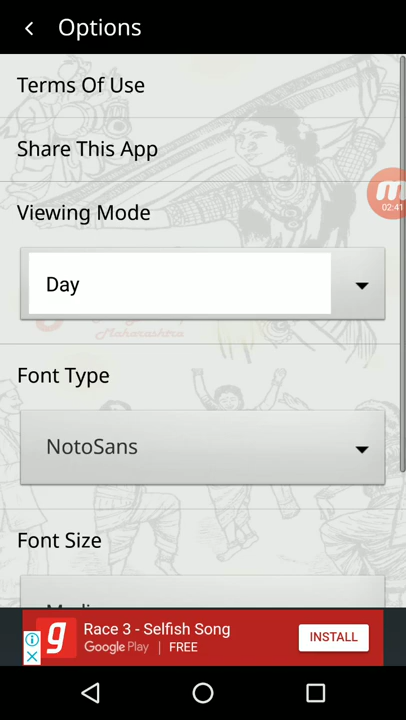 Options
Terms Of Use
Share This App
Viewing Mode
02:41
Day
Maharashtra
Font Type
NotoSans
Font Size
Race 3 - Selfish Song
Google Play | FREE
INSTALL